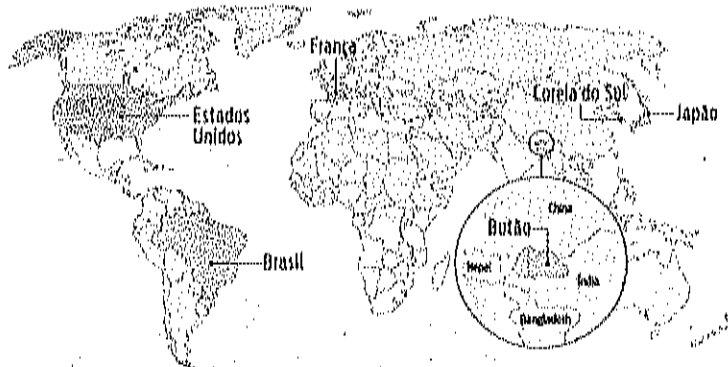 França
Coreia do Sul
Japão
Estados
Unidos
China
Butão
Nepal
Índia
Bangladesh
Brasil